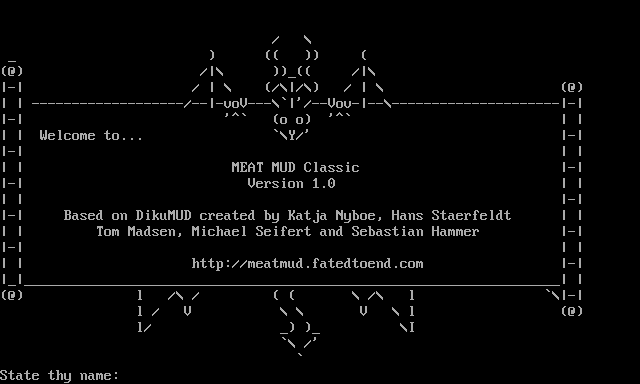 Welcome to...
MEAT MUD Classic
Version 1.0
Based on DikuMUD created by Katja Nyboe, Hans Staerfeldt
Tom Madsen, Michael Seifert and Sebastian Hammer
http://meatmud.fatedtoend.com
State thy name: